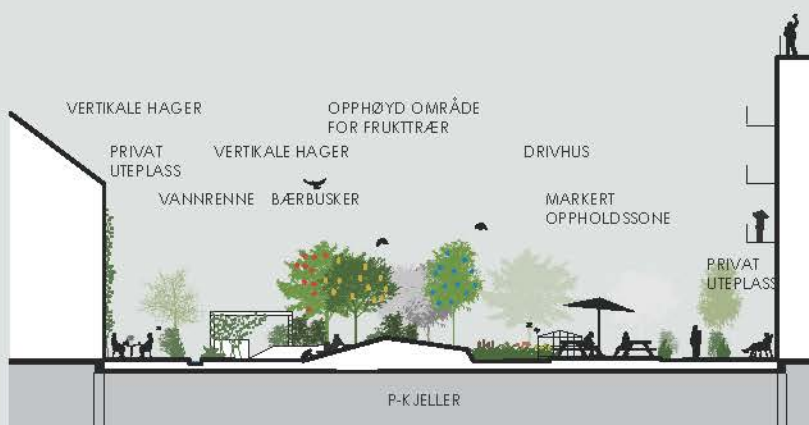 VERTIKALE HAGER
OPPHØYD OMRÅDE
FOR FRUKTTRÆR
PRIVAT
UTEPLASS
VERTIKALE HAGER
DRIVHUS
VANNRENNE
BÆRBUSKER
MARKERT
OPPHOLDSSONE
PRIVAT
UTEPLASS
P-KJELLER